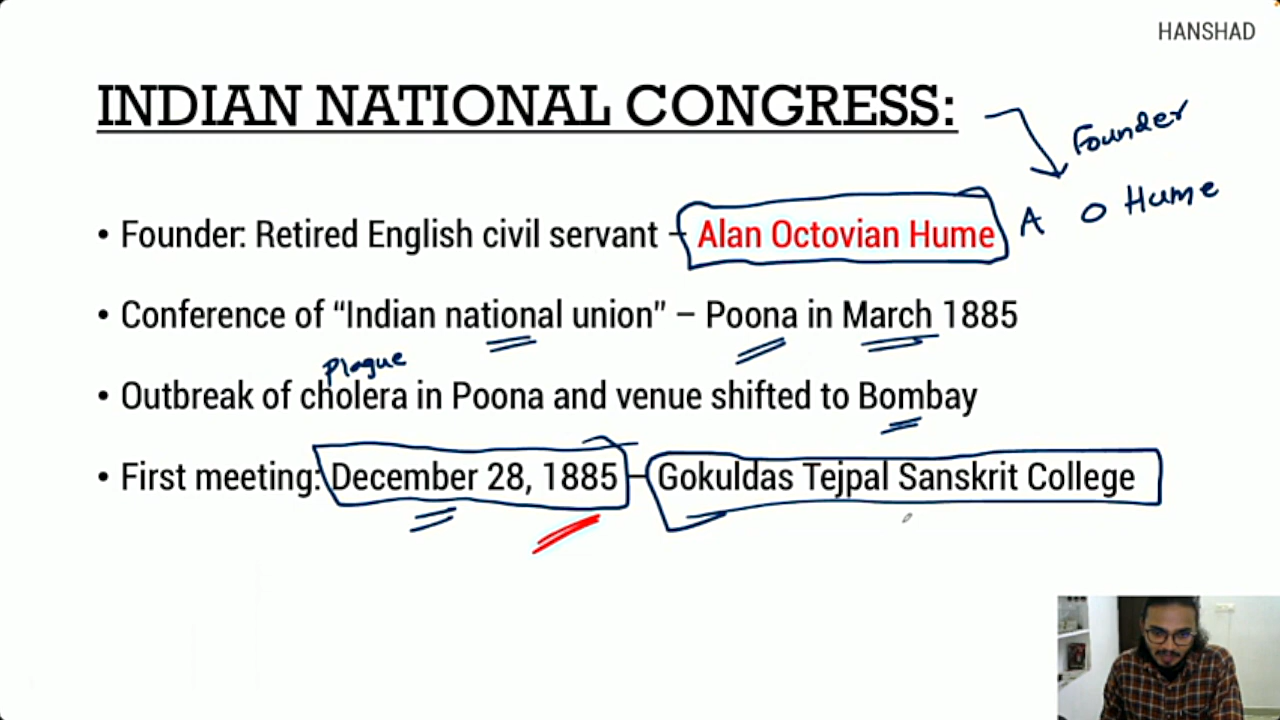 HANSHAD
INDIAN NATIONAL CONGRESS:
Founder
• Founder: Retired English civil servant – Alan Octovian Hume
A O Hume
• Conference of “Indian national union” – Poona in March 1885
Plague
• Outbreak of cholera in Poona and venue shifted to Bombay
• First meeting: December 28, 1885 – Gokuldas Tejpal Sanskrit College